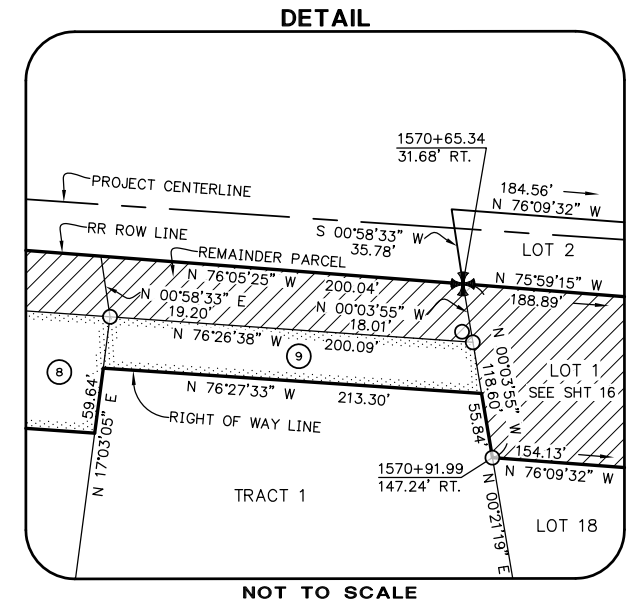 DETAIL
1570+65.34
31.68' RT.
184.56'
N 76°09'32" W
PROJECT CENTERLINE
S 00°58'33" W
35.78'
LOT 2
RR ROW LINE
REMAINDER PARCEL
N 76°05'25" W 200.04'
N 75°59'15" W
188.89'
N 00°58'33" E
19.20'
N 00°03'55" W
18.01'
N 76°26'38" W 200.09'
N 00°03'55" W
118.60'
LOT 1
SEE SHT 16
8
9
59.64'
N 76°27'33" W 213.30'
55.84'
RIGHT OF WAY LINE
N 17°03'05" E
154.13'
N 76°09'32" W
1570+91.99
147.24' RT.
TRACT 1
N 00°21'19" E
LOT 18
NOT TO SCALE